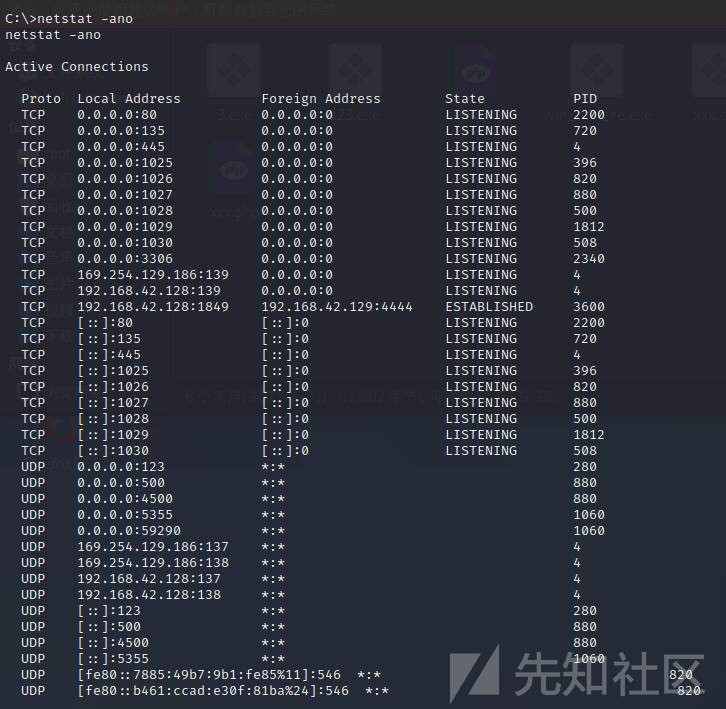 C:\>netstat -ano
netstat -ano
Active Connections
Proto Local Address Foreign Address State PID
TCP 0.0.0.0:80 0.0.0.0:0 LISTENING 2200
TCP 0.0.0.0:135 0.0.0.0:0 LISTENING 720
TCP 0.0.0.0:445 0.0.0.0:0 LISTENING 4
TCP 0.0.0.0:1025 0.0.0.0:0 LISTENING 396
TCP 0.0.0.0:1026 0.0.0.0:0 LISTENING 820
TCP 0.0.0.0:1027 0.0.0.0:0 LISTENING 880
TCP 0.0.0.0:1028 0.0.0.0:0 LISTENING 500
TCP 0.0.0.0:1029 0.0.0.0:0 LISTENING 1812
TCP 0.0.0.0:1030 0.0.0.0:0 LISTENING 508
TCP 0.0.0.0:3306 0.0.0.0:0 LISTENING 2340
TCP 169.254.129.186:139 0.0.0.0:0 LISTENING 4
TCP 192.168.42.128:139 0.0.0.0:0 LISTENING 4
TCP 192.168.42.128:1849 192.168.42.129:4444 ESTABLISHED 3600
TCP [::]:80 [::]:0 LISTENING 2200
TCP [::]:135 [::]:0 LISTENING 720
TCP [::]:445 [::]:0 LISTENING 4
TCP [::]:1025 [::]:0 LISTENING 396
TCP [::]:1026 [::]:0 LISTENING 820
TCP [::]:1027 [::]:0 LISTENING 880
TCP [::]:1028 [::]:0 LISTENING 500
TCP [::]:1029 [::]:0 LISTENING 1812
TCP [::]:1030 [::]:0 LISTENING 508
UDP 0.0.0.0:123 *:* 280
UDP 0.0.0.0:500 *:* 880
UDP 0.0.0.0:4500 *:* 880
UDP 0.0.0.0:5355 *:* 1060
UDP 0.0.0.0:59290 *:* 1060
UDP 169.254.129.186:137 *:* 4
UDP 169.254.129.186:138 *:* 4
UDP 192.168.42.128:137 *:* 4
UDP 192.168.42.128:138 *:* 4
UDP [::]:123 *:* 280
UDP [::]:500 *:* 880
UDP [::]:4500 *:* 880
UDP [::]:5355 *:* 1060
UDP [fe80::7885:49b7:9b1:fe85%11]:546 *:* 820
UDP [fe80::b461:ccad:e30f:81ba%24]:546 *:* 820
先知社区